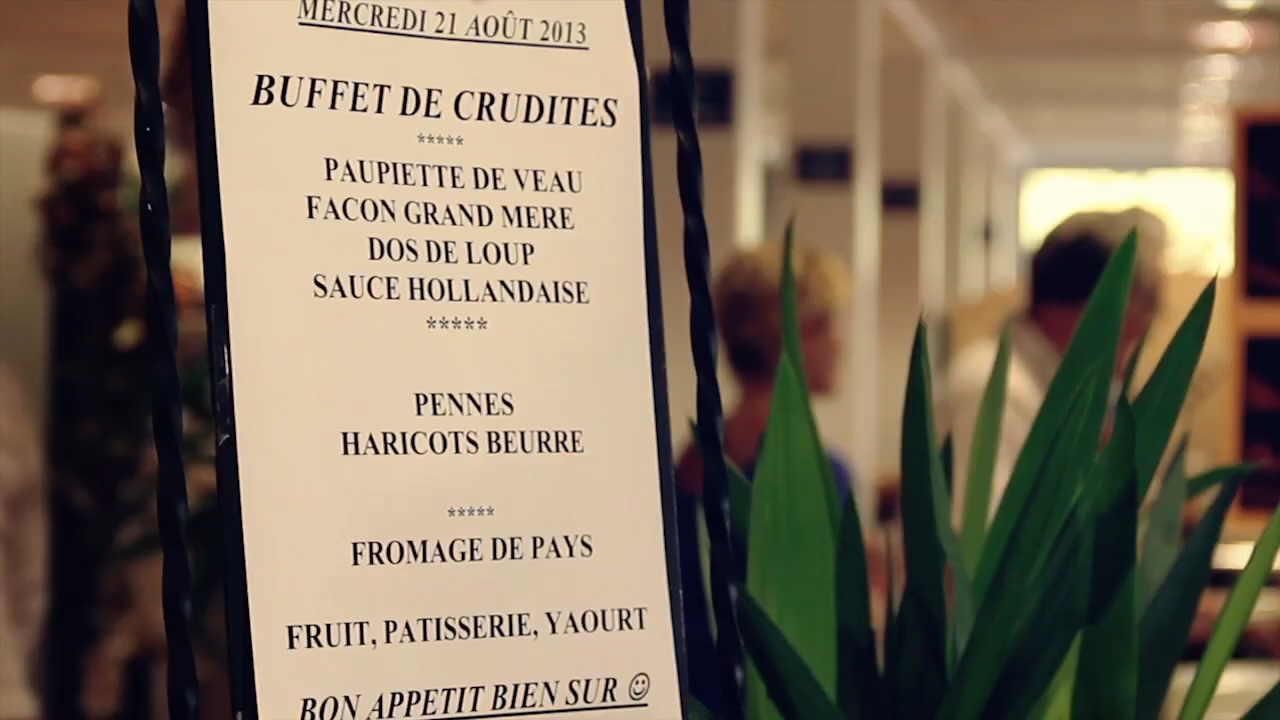 MERCREDI 21 AOÛT 2013
BUFFET DE CRUDITES
*****
PAUPIETTE DE VEAU
FACON GRAND MERE
DOS DE LOUP
SAUCE HOLLANDAISE
*****
PENNES
HARICOTS BEURRE
*****
FROMAGE DE PAYS
FRUIT, PATISSERIE, YAOURT
BON APPETIT BIEN SUR ☺